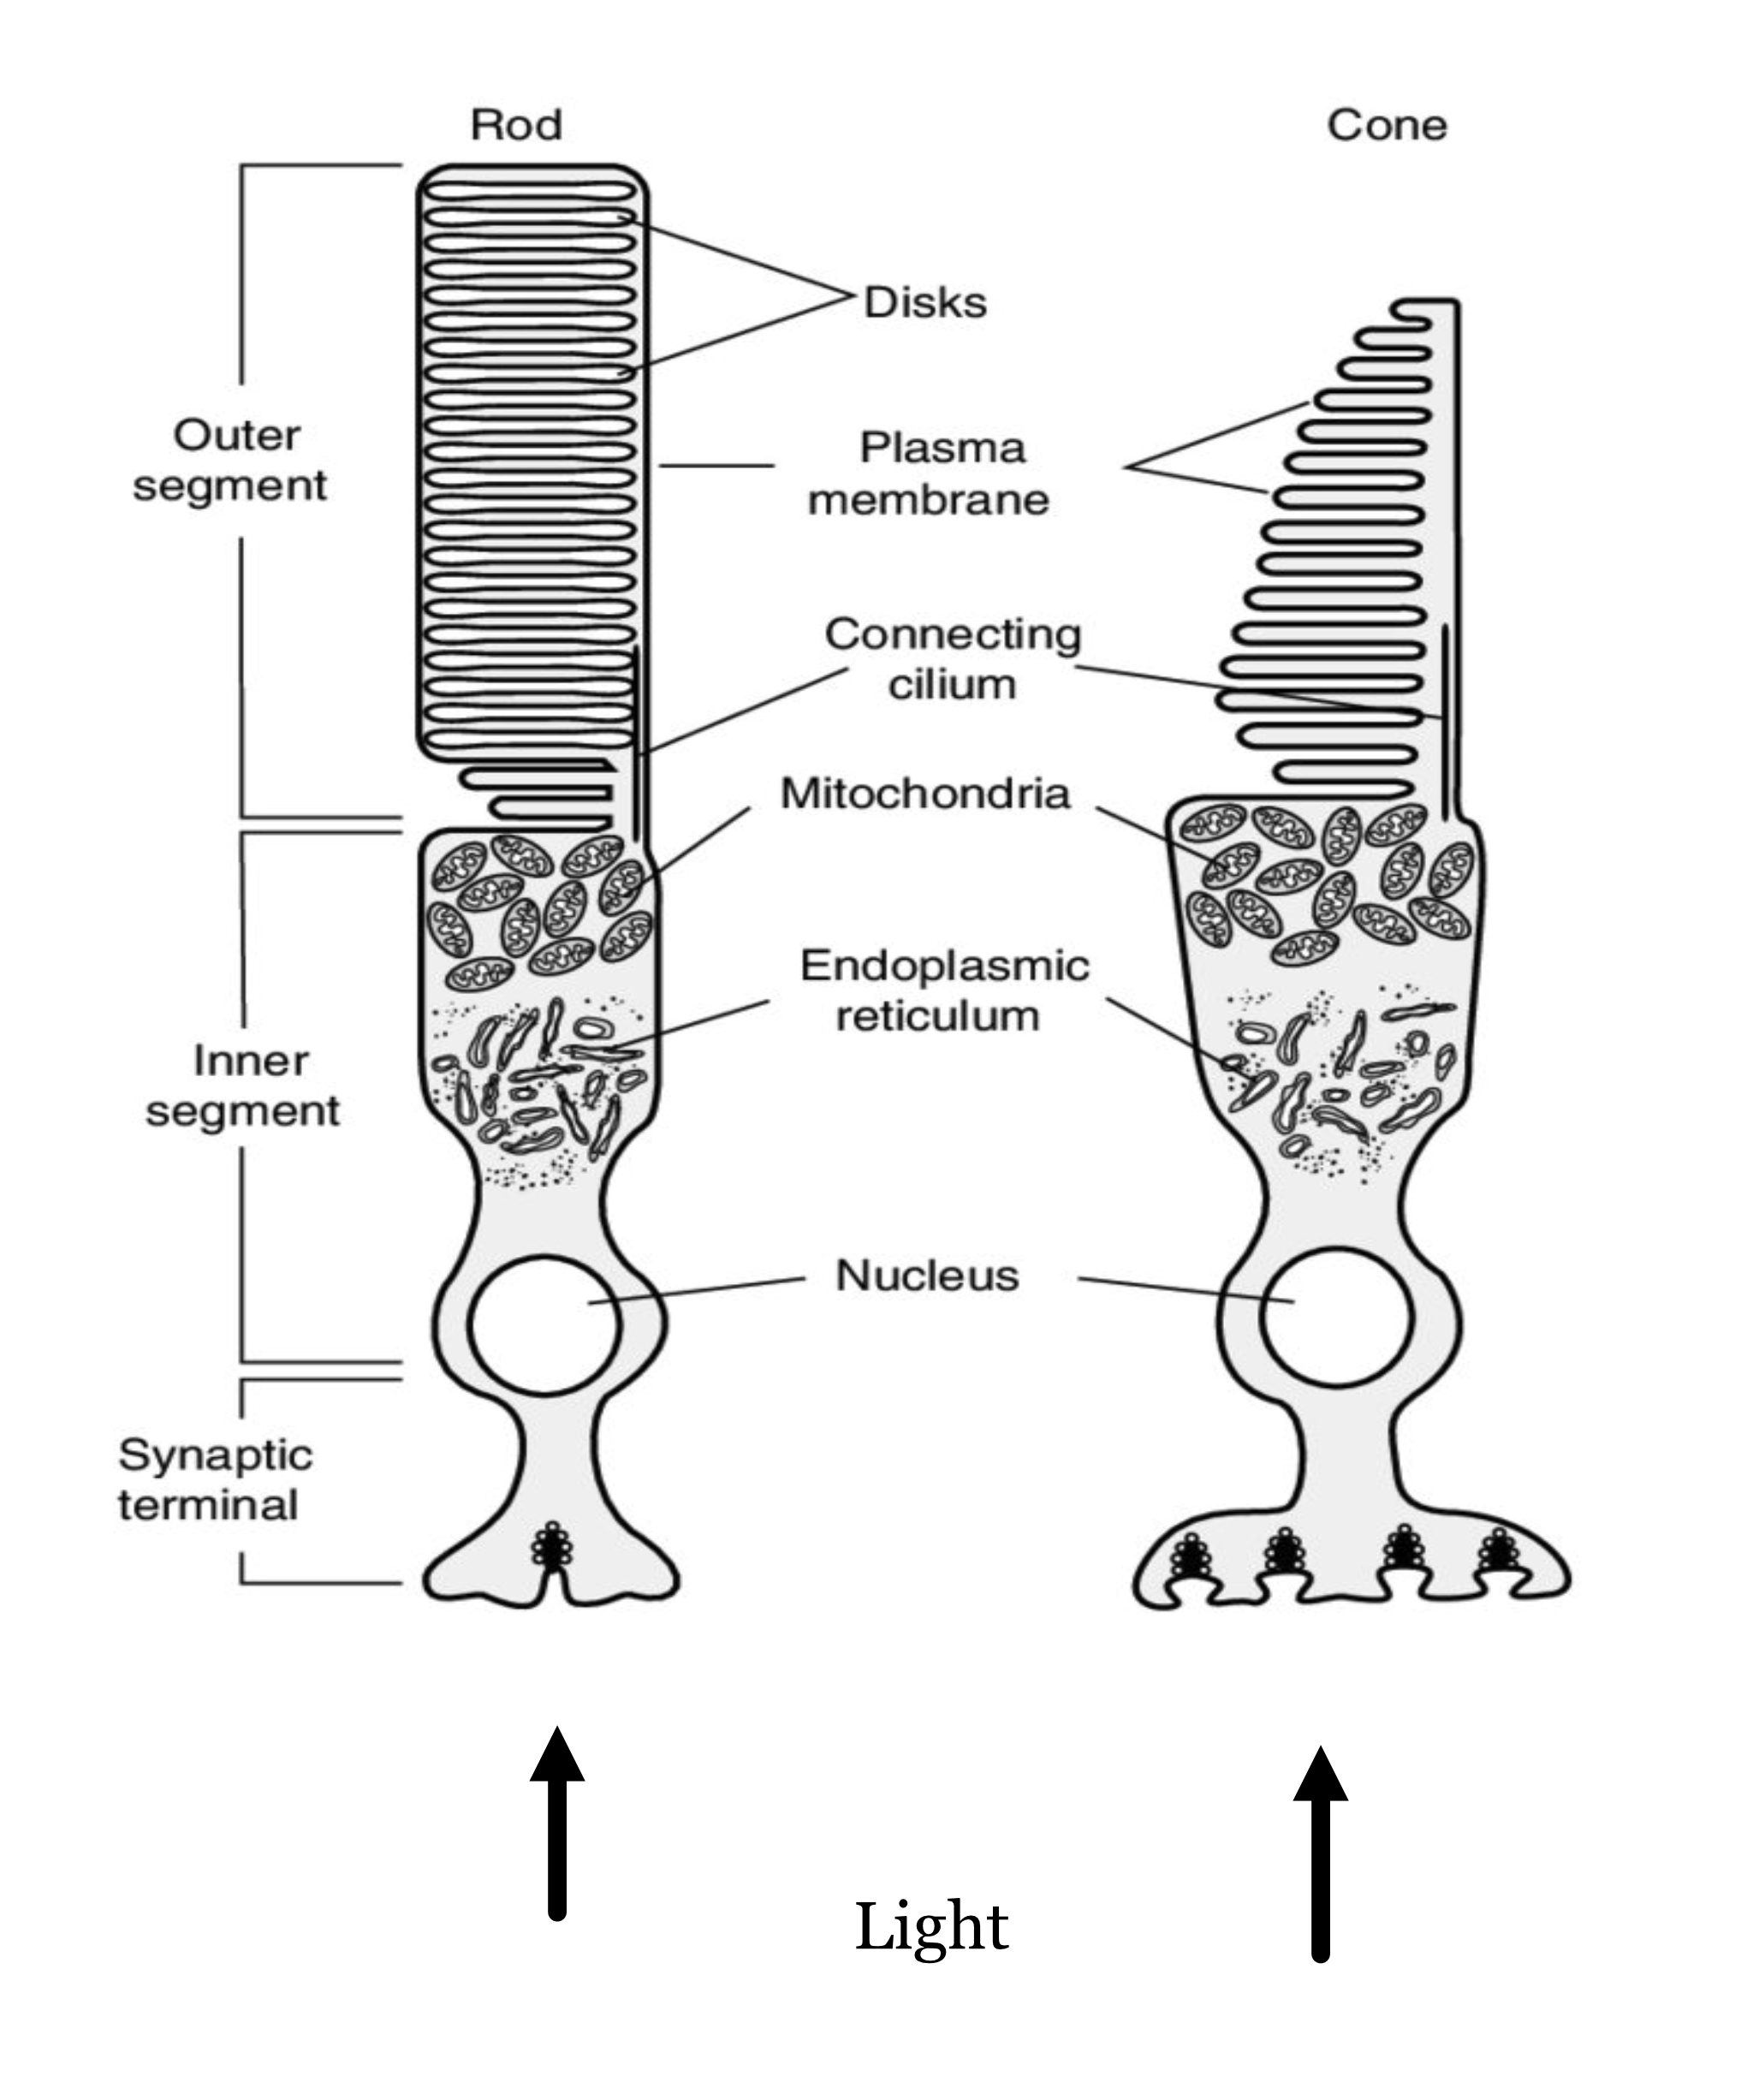 Rod
Cone
Disks
Outer
segment
Plasma
membrane
Connecting
cilium
Mitochondria
Endoplasmic
reticulum
Inner
segment
Nucleus
Synaptic
terminal
Light